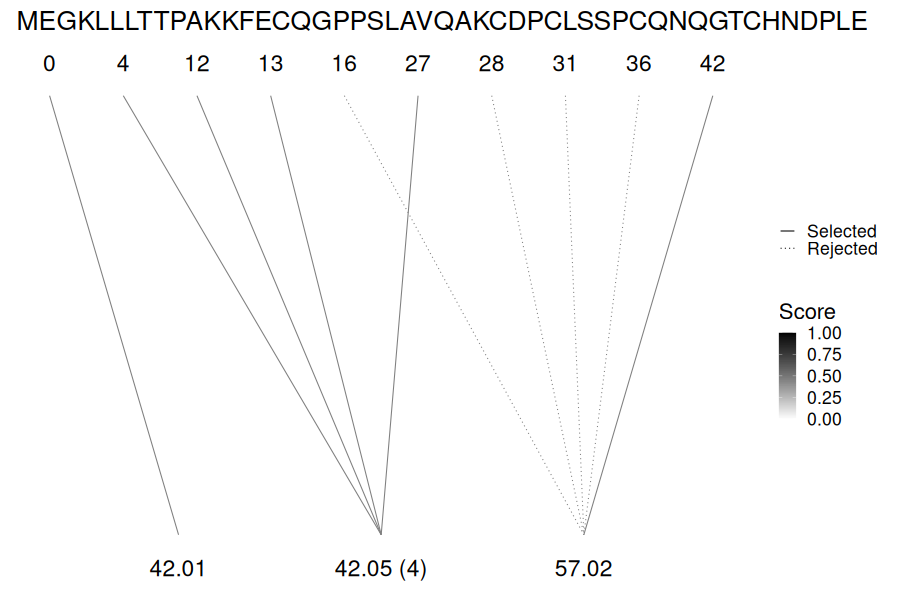 MEGKLLLTTPAKKFECQGPPSLAVQAKCDPCLSSPCQNQGTCHNDPLE
0 4 12 13 16 27 28 31 36 42
Selected
Rejected
Score
1.00
0.75
0.50
0.25
0.00
42.01 42.05 (4) 57.02